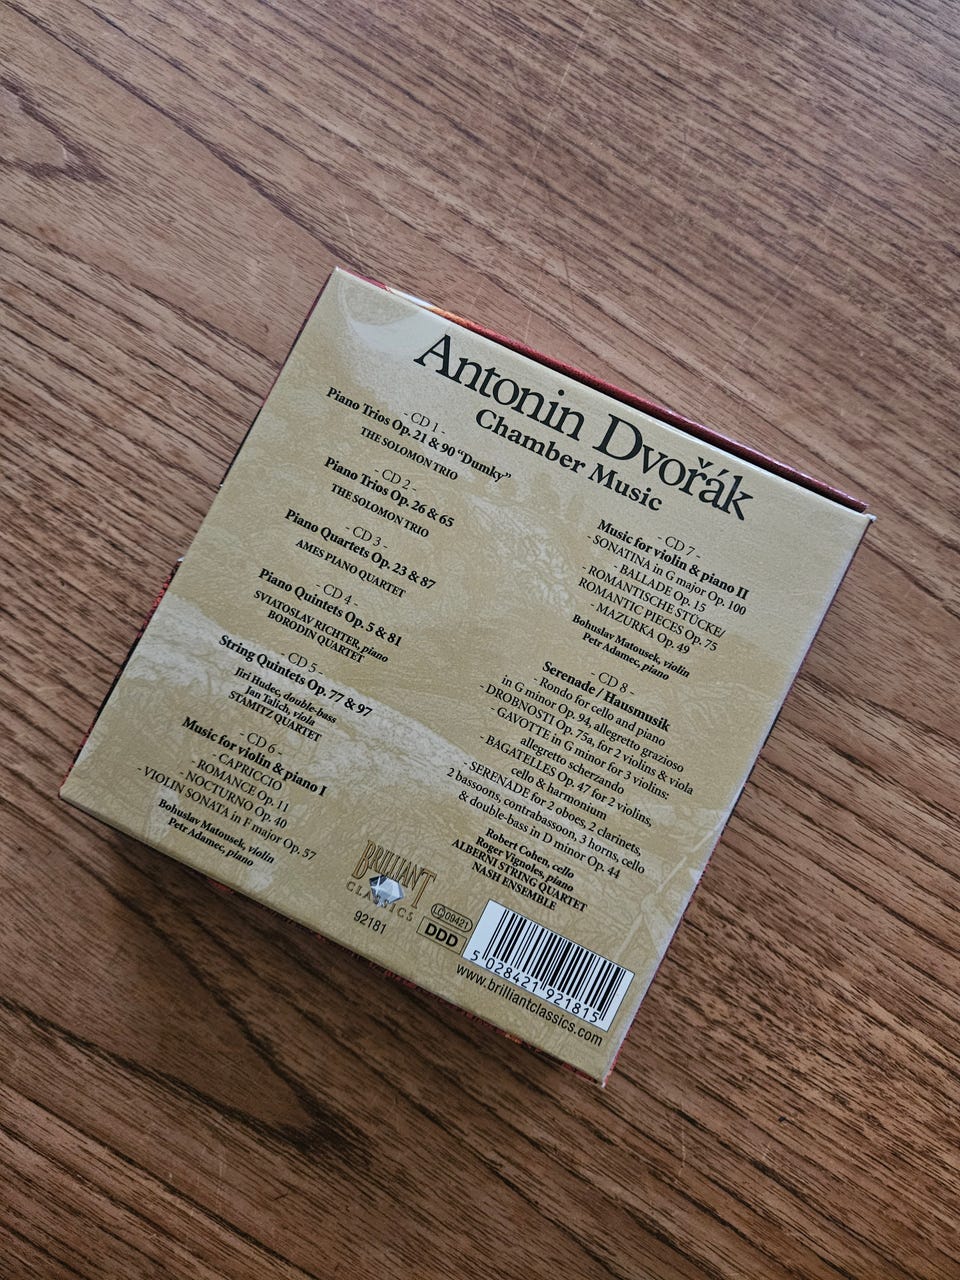 Antonin Dvořák
Chamber Music
- CD 1 -
Piano Trios Op. 21 & 90 “Dumky”
THE SOLOMON TRIO
- CD 2 -
Piano Trios Op. 26 & 65
THE SOLOMON TRIO
- CD 3 -
Piano Quartets Op. 23 & 87
AMES PIANO QUARTET
- CD 4 -
Piano Quintets Op. 5 & 81
SVIATOSLAV RICHTER, piano
BORODIN QUARTET
- CD 5 -
String Quintets Op. 77 & 97
Jiri Hudec, double-bass
Jan Talich, viola
STAMITZ QUARTET
- CD 6 -
Music for violin & piano I
- CAPRICCIO
- ROMANCE Op. 11
- NOCTURNO Op. 40
- VIOLIN SONATA in F major Op. 57
Bohuslav Matousek, violin
Petr Adamec, piano
- CD 7 -
Music for violin & piano II
- SONATINA in G major Op. 100
- BALLADE Op. 15
- ROMANTISCHE STÜCKE/
ROMANTIC PIECES Op. 75
- MAZURKA Op. 49
Bohuslav Matousek, violin
Petr Adamec, piano
- CD 8 -
Serenade / Hausmusik
- Rondo for cello and piano
in G minor Op. 94, allegretto grazioso
- DROBNOSTI Op. 75a, for 2 violins & viola
- GAVOTTE in G minor for 3 violins:
allegretto scherzando
- BAGATELLES Op. 47 for 2 violins,
cello & harmonium
- SERENADE for 2 oboes, 2 clarinets,
2 bassoons, contrabassoon, 3 horns, cello
& double-bass in D minor Op. 44
Robert Cohen, cello
Roger Vignoles, piano
ALBERNI STRING QUARTET
NASH ENSEMBLE
BRILLIANT
CLASSICS
92181
LC 09421
DDD
5 028421 921815
www.brilliantclassics.com